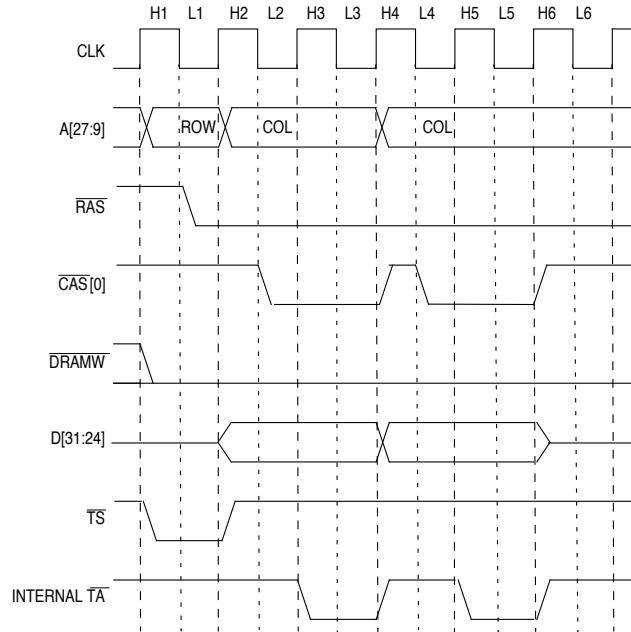 H1 L1 H2 L2 H3 L3 H4 L4 H5 L5 H6 L6
CLK
A[27:9] ROW COL COL
RAS
CAS[0]
DRAMW
D[31:24]
TS
INTERNAL TA